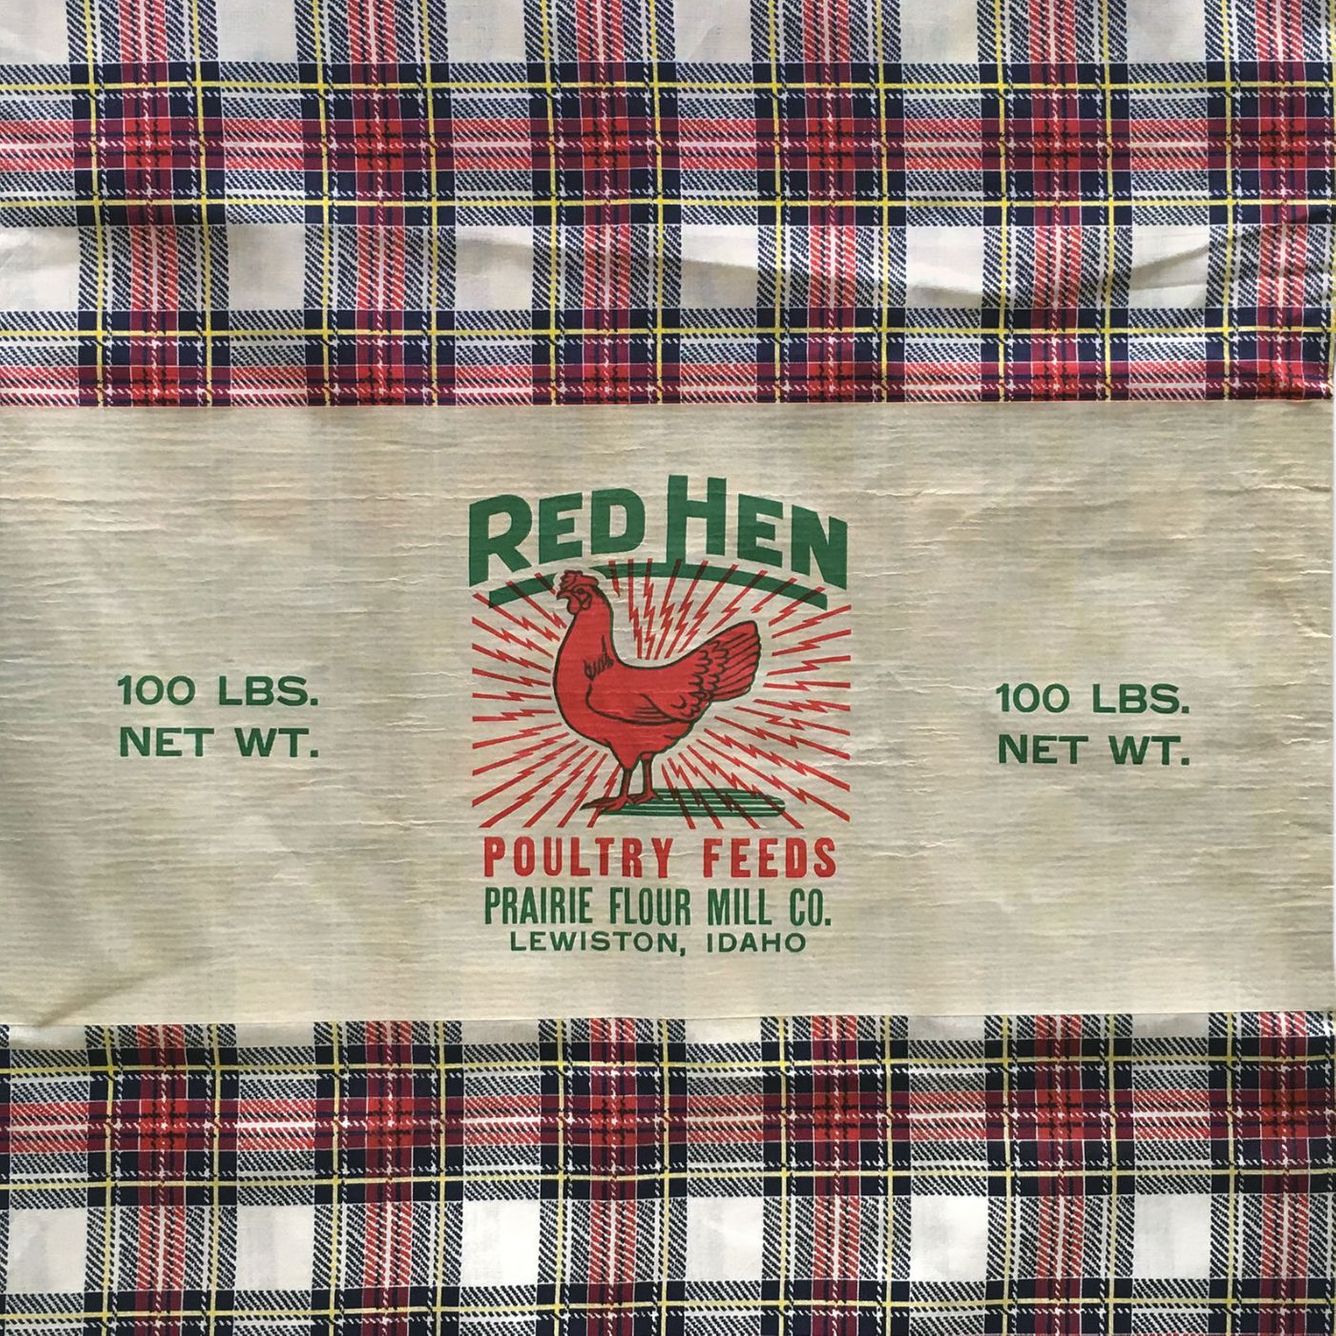 RED HEN
100 LBS.
NET WT.
100 LBS.
NET WT.
POULTRY FEEDS
PRAIRIE FLOUR MILL CO.
LEWISTON, IDAHO